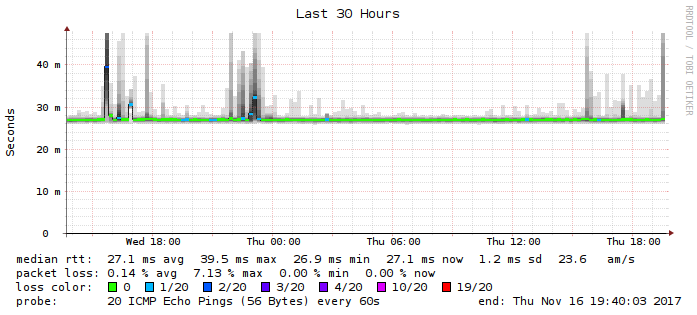 Last 30 Hours
RRDTOOL / TOBI OETIKER
Seconds
40 m
30 m
20 m
10 m
0
Wed 18:00 Thu 00:00 Thu 06:00 Thu 12:00 Thu 18:00
median rtt: 27.1 ms avg 39.5 ms max 26.9 ms min 27.1 ms now 1.2 ms sd 23.6 am/s
packet loss: 0.14 % avg 7.13 % max 0.00 % min 0.00 % now
loss color: 0 1/20 2/20 3/20 4/20 10/20 19/20
probe: 20 ICMP Echo Pings (56 Bytes) every 60s end: Thu Nov 16 19:40:03 2017